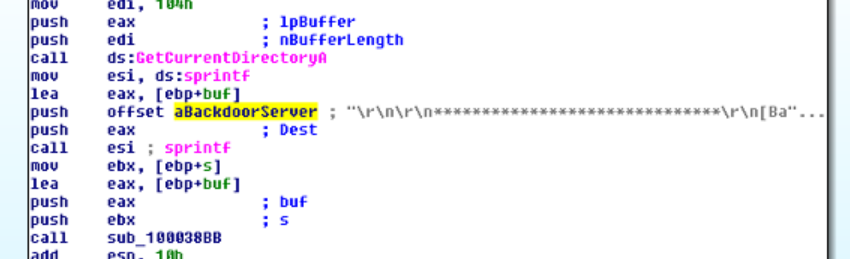 mov edi, 104h
push eax ; lpBuffer
push edi ; nBufferLength
call ds:GetCurrentDirectoryA
mov esi, ds:sprintf
lea eax, [ebp+buf]
push offset aBackdoorServer ; "\r\n\r\n******************************\r\n[Ba"...
push eax ; Dest
call esi ; sprintf
mov ebx, [ebp+s]
lea eax, [ebp+buf]
push eax ; buf
push ebx ; s
call sub_100038BB
add esp, 10h